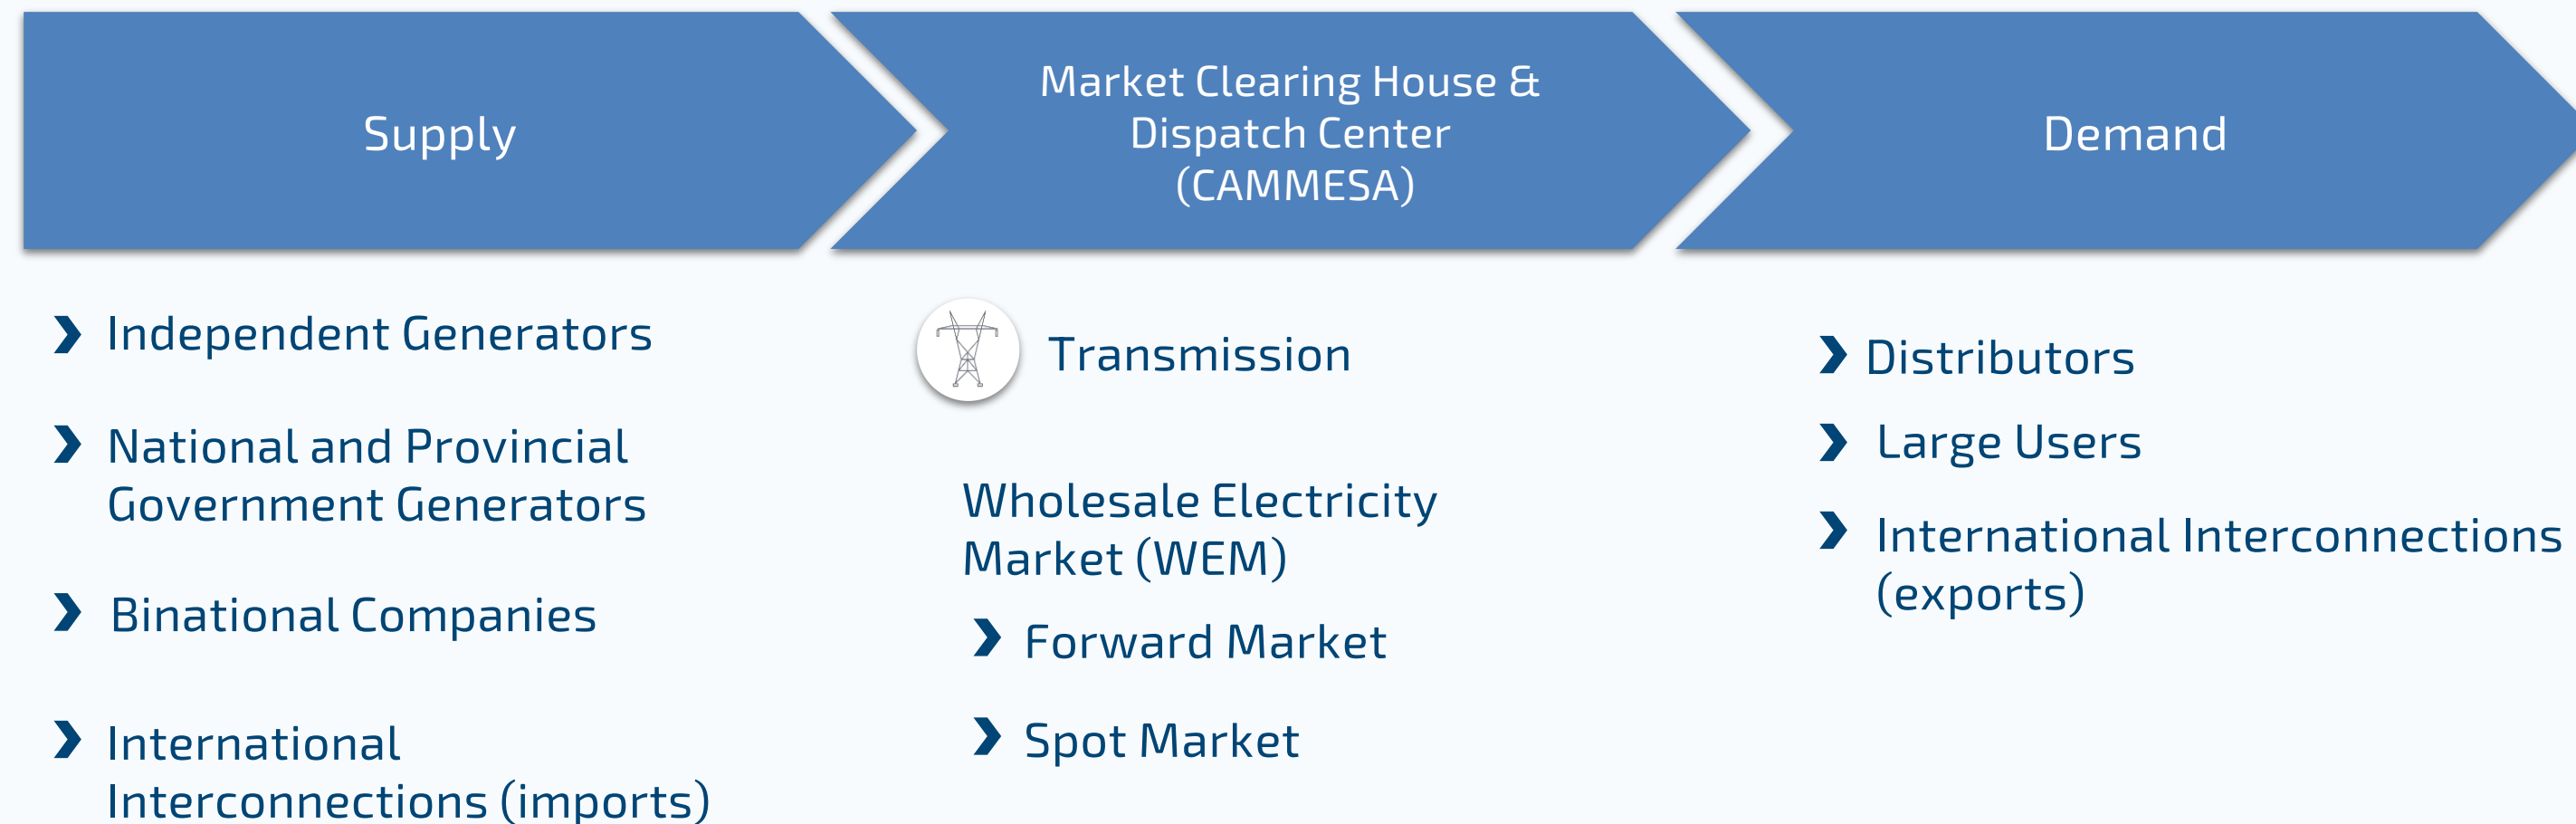 Supply
Market Clearing House &
Dispatch Center
(CAMMESA)
Demand
Independent Generators
National and Provincial
Government Generators
Binational Companies
International
Interconnections (imports)
Transmission
Wholesale Electricity
Market (WEM)
Forward Market
Spot Market
Distributors
Large Users
International Interconnections
(exports)